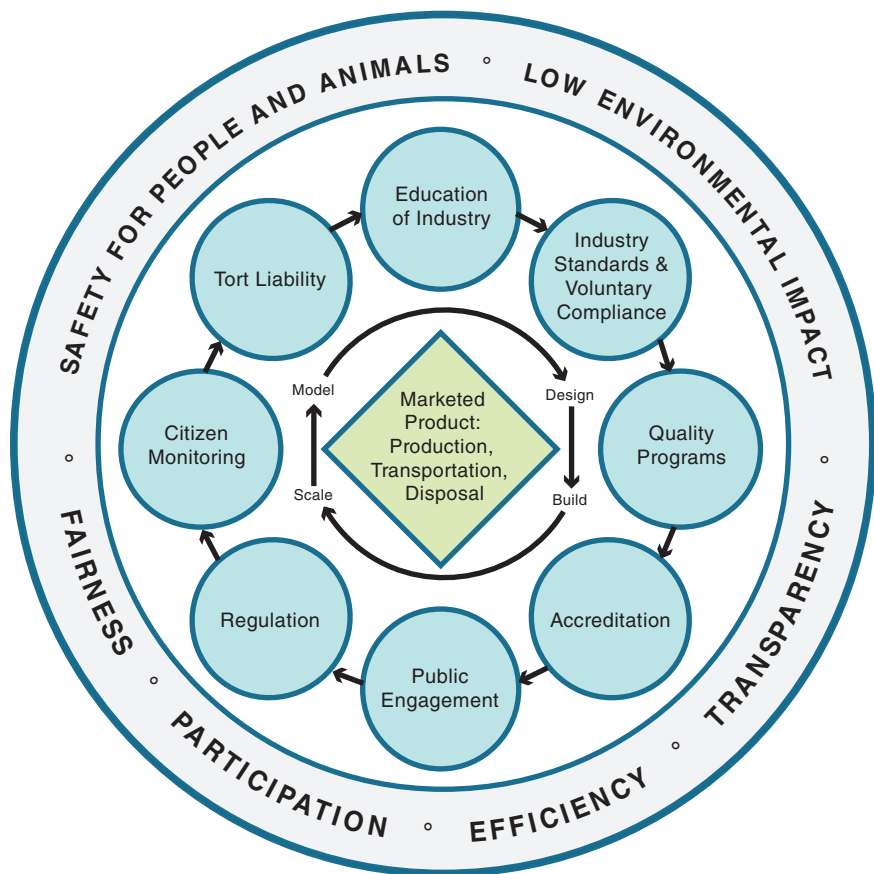 SAFETY FOR PEOPLE AND ANIMALS ° LOW ENVIRONMENTAL IMPACT ° TRANSPARENCY ° EFFICIENCY ° PARTICIPATION ° FAIRNESS °
Education
of Industry
Industry
Standards &
Voluntary
Compliance
Quality
Programs
Accreditation
Public
Engagement
Regulation
Citizen
Monitoring
Tort Liability
Model
Design
Build
Scale
Marketed
Product:
Production,
Transportation,
Disposal